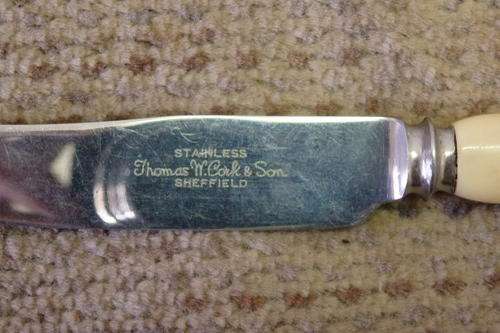 STAINLESS
Thomas W. Cork & Son
SHEFFIELD